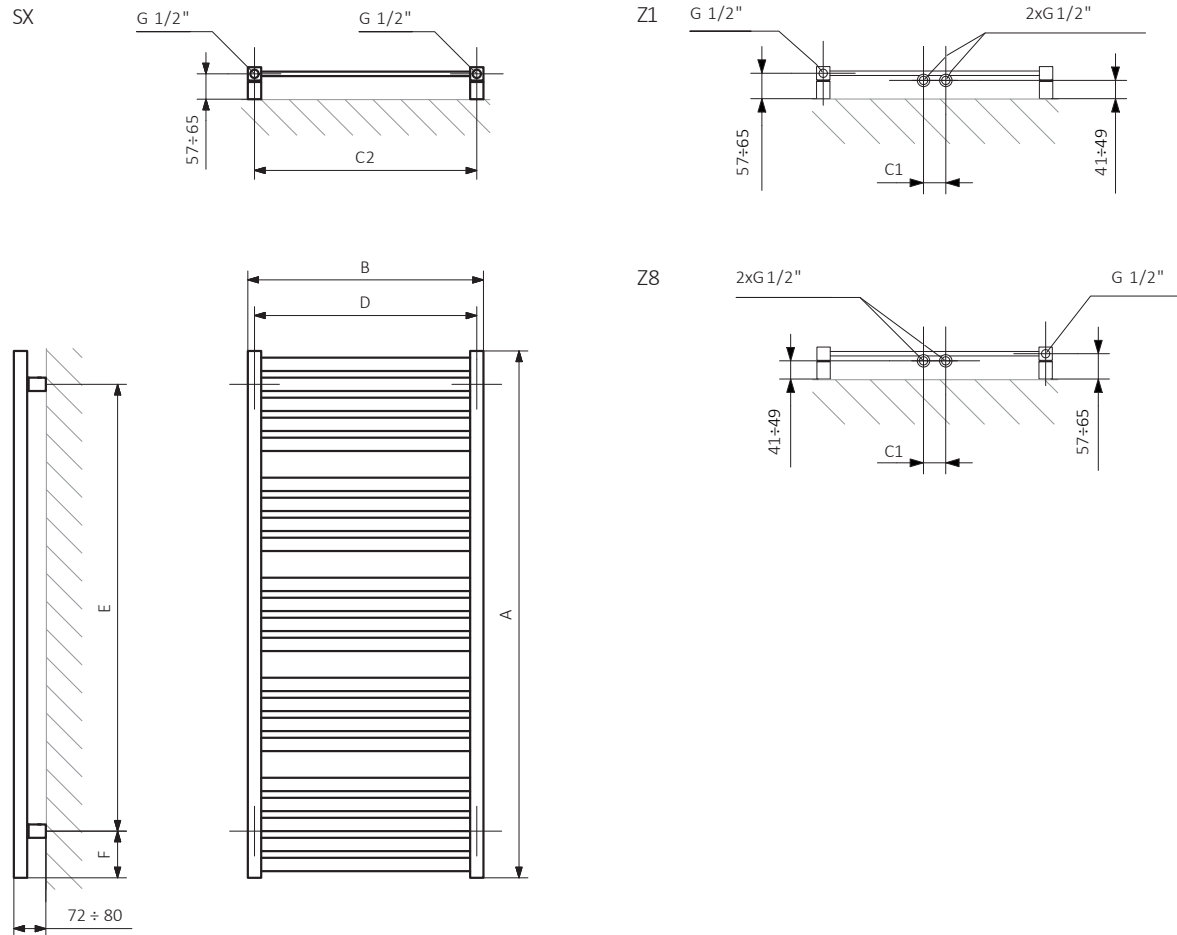 SX
G 1/2"
G 1/2"
57÷65
C2
Z1
G 1/2"
2xG 1/2"
57÷65
C1
41÷49
B
D
E
A
F
72 ÷ 80
Z8
2xG 1/2"
G 1/2"
41÷49
C1
57÷65